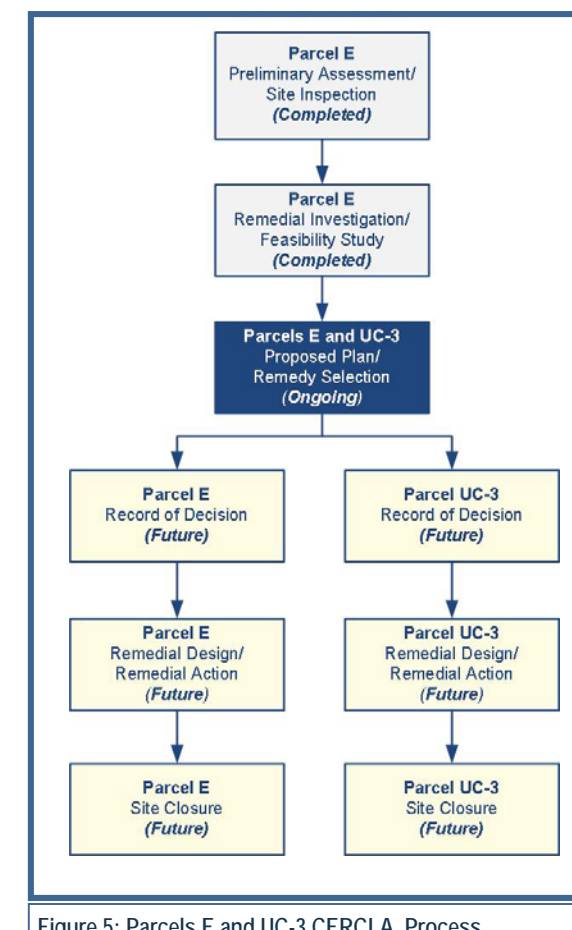 Parcel E
Preliminary Assessment/
Site Inspection
(Completed)
Parcel E
Remedial Investigation/
Feasibility Study
(Completed)
Parcels E and UC-3
Proposed Plan/
Remedy Selection
(Ongoing)
Parcel E
Record of Decision
(Future)
Parcel UC-3
Record of Decision
(Future)
Parcel E
Remedial Design/
Remedial Action
(Future)
Parcel UC-3
Remedial Design/
Remedial Action
(Future)
Parcel E
Site Closure
(Future)
Parcel UC-3
Site Closure
(Future)
Figure 5: Parcels E and UC-3 CERCLA Process